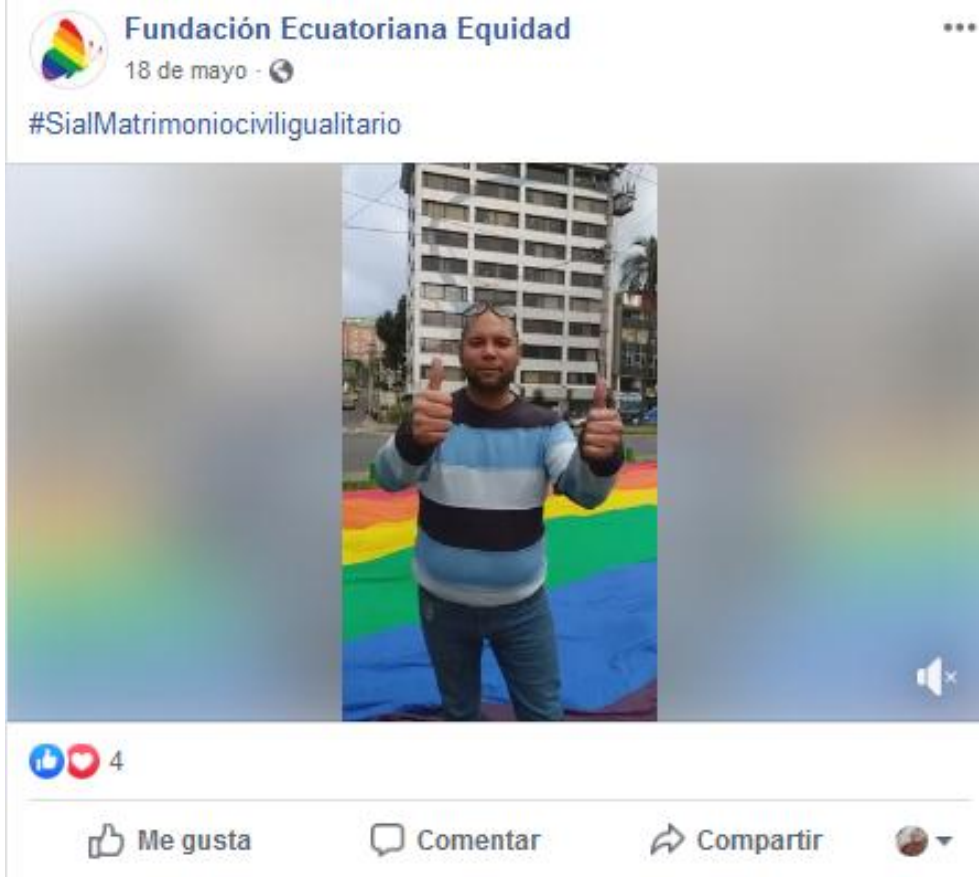 Fundación Ecuatoriana Equidad
18 de mayo ·
#SialMatrimoniociviligualitario
4
Me gusta Comentar Compartir